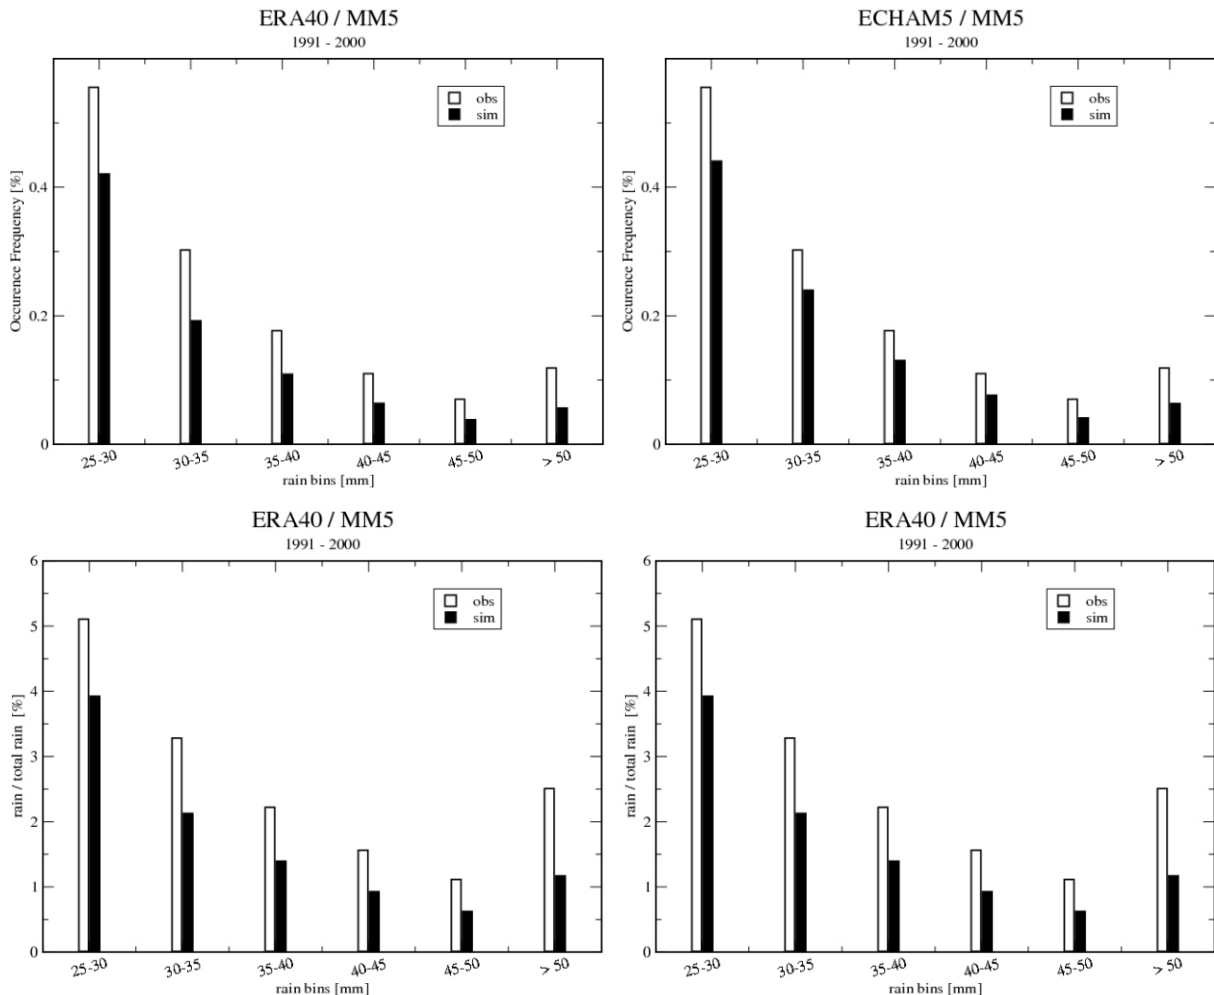 ERA40 / MM5
1991 - 2000
obs
sim
Occurence Frequency [%]
0.4
0.2
0
25-30
30-35
35-40
40-45
45-50
> 50
rain bins [mm]
ECHAM5 / MM5
1991 - 2000
obs
sim
Occurence Frequency [%]
0.4
0.2
0
25-30
30-35
35-40
40-45
45-50
> 50
rain bins [mm]
ERA40 / MM5
1991 - 2000
obs
sim
rain / total rain [%]
6
5
4
3
2
1
0
25-30
30-35
35-40
40-45
45-50
> 50
rain bins [mm]
ERA40 / MM5
1991 - 2000
obs
sim
rain / total rain [%]
6
5
4
3
2
1
0
25-30
30-35
35-40
40-45
45-50
> 50
rain bins [mm]